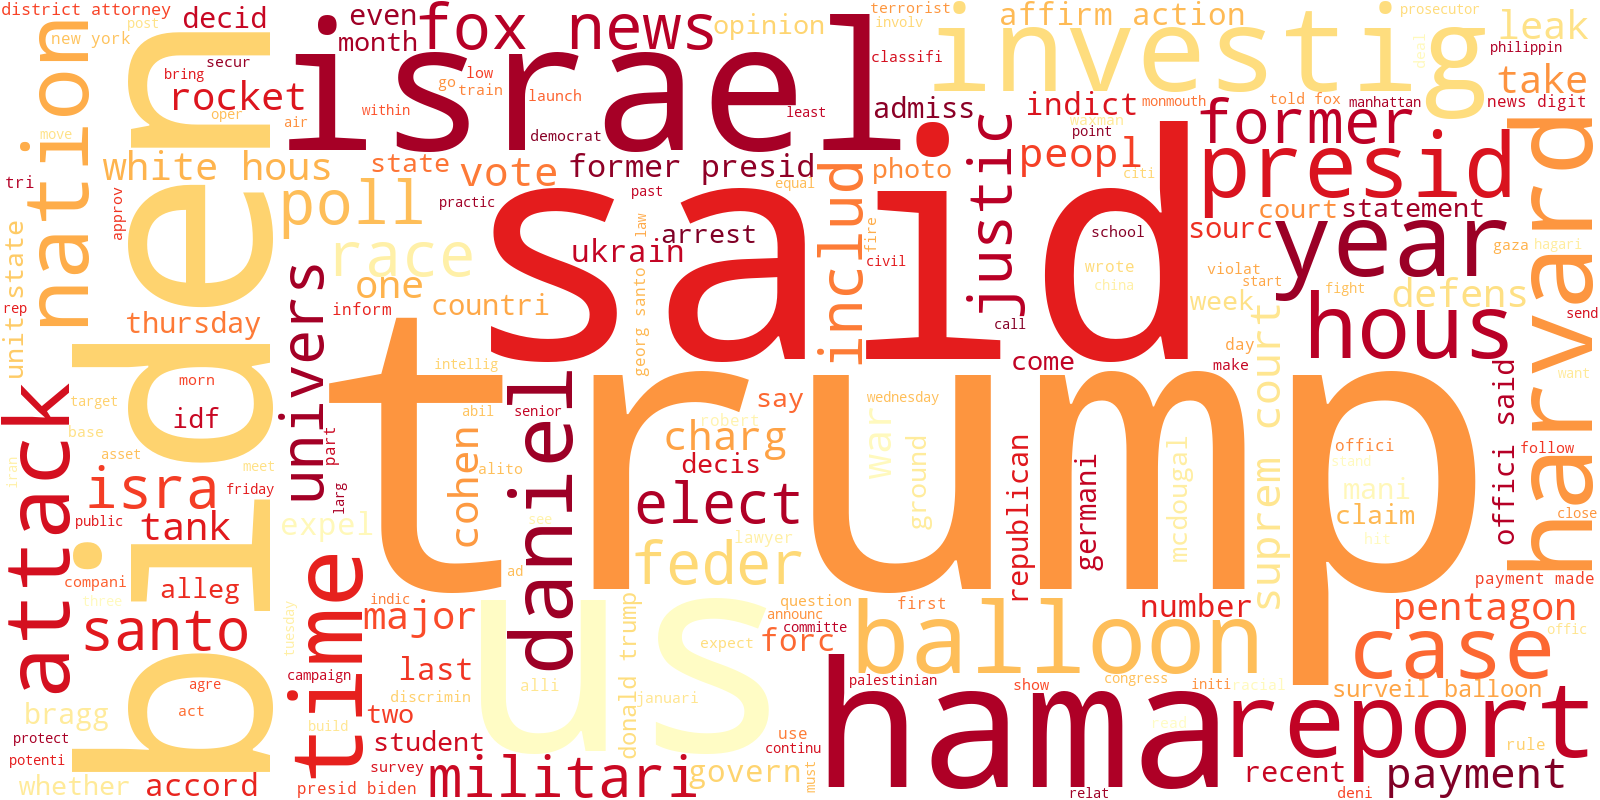 district attorney
post
new york
decid
even
month
fox news
opinion
terrorist
involv
affirm action
prosecutor
leak
nation
biden
israel
investig
deal
classifi
philippin
secur
bring
rocket
low
go
train
launch
within
least
admiss
indict
monmouth
told fox
manhattan
take
news digit
oper
air
move
democrat
waxman
point
former
white hous
state
vote
former presid
photo
peopl
presid
harvard
tri
approv
past
practic
equal
includ
justic
citi
poll
said
court
statement
unit state
race
ukrain
arrest
law
fire
civil
school
sourc
year
gaza
hagari
wrote
violat
start
china
week
defens
fight
rep
one
countri
georg santo
inform
univers
thursday
call
day
hous
send
intellig
trump
come
make
suprem court
want
morn
target
idf
base
attack
daniel
abil
senior
say
robert
wednesday
official said
cohen
charg
decis
war
ground
republican
germani
mcdougal
offici
stand
follow
iran
meet
asset
isra
friday
part
alito
larg
elect
mani
claim
close
public
tank
expel
see
lawyer
hit
feder
compani
alleg
three
time
ad
us
payment made
indic
major
question
announc
committe
first
number
pentagon
santo
tuesday
donald trump
expect
forc
balloon
case
offic
agre
campaign
last
discrimin
alli
januari
palestinian
show
congress
initi
racial
surveil balloon
bragg
act
build
two
hama
read
report
protect
student
use
continu
rule
potenti
survey
militari
govern
must
recent
payment
whether
accord
presid biden
relat
deni